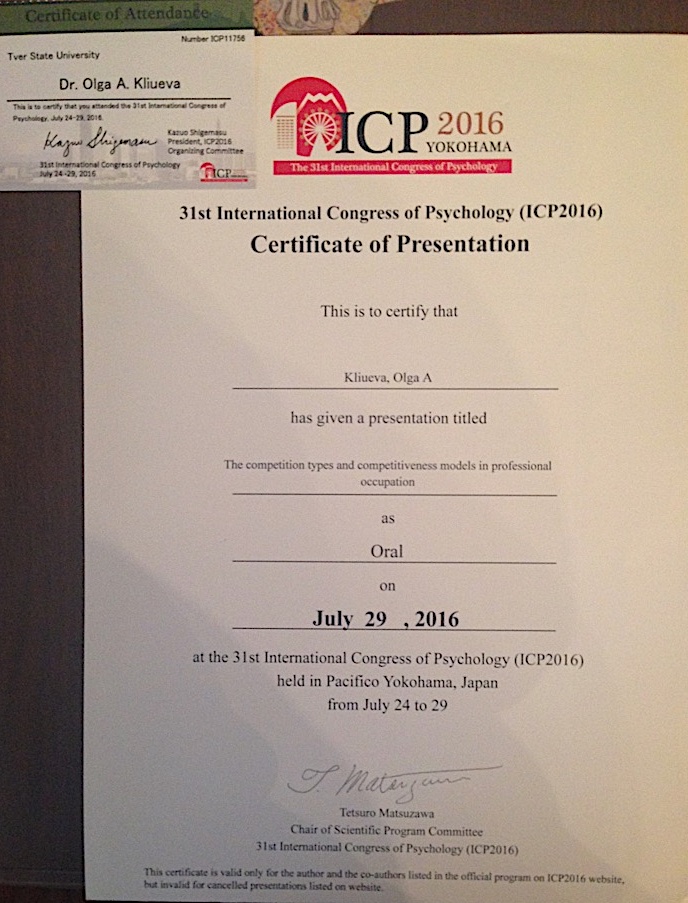 Certificate of Attendance
Number ICP11756
Tver State University
Dr. Olga A. Kliueva
This is to certify that you attended the 31st International Congress of
Psychology, July 24-29, 2016.
Kazuo Shigemasu
Kazuo Shigemasu
President, ICP2016
Organizing Committee
31st International Congress of Psychology
July 24-29, 2016
ICP
ICP 2016
YOKOHAMA
The 31st International Congress of Psychology
31st International Congress of Psychology (ICP2016)
Certificate of Presentation
This is to certify that
Kliueva, Olga A
has given a presentation titled
The competition types and competitiveness models in professional
occupation
as
Oral
on
July 29 , 2016
at the 31st International Congress of Psychology (ICP2016)
held in Pacifico Yokohama, Japan
from July 24 to 29
Tetsuro Matsuzawa
Chair of Scientific Program Committee
31st International Congress of Psychology (ICP2016)
This certificate is valid only for the author and the co-authors listed in the official program on ICP2016 website,
but invalid for cancelled presentations listed on website.